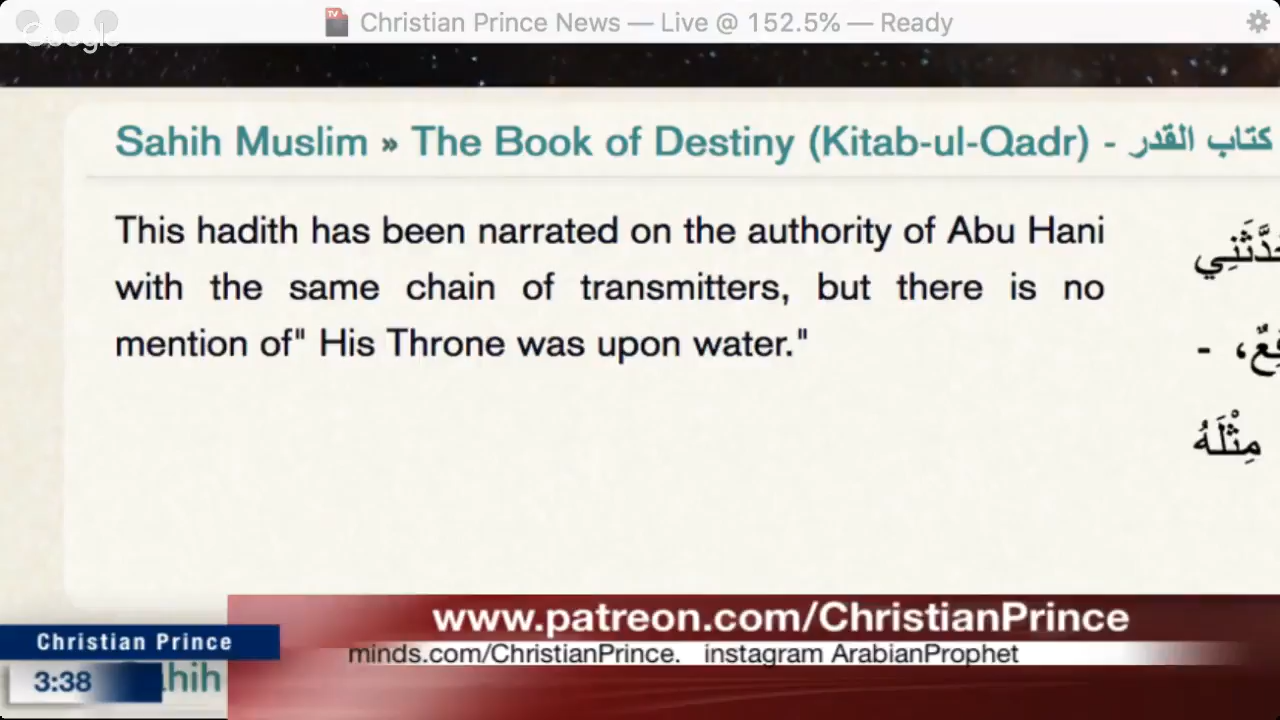 Christian Prince News — Live @ 152.5% — Ready
Google
Sahih Muslim » The Book of Destiny (Kitab-ul-Qadr) - كتاب القدر
This hadith has been narrated on the authority of Abu Hani
with the same chain of transmitters, but there is no
mention of" His Throne was upon water."
مِثْلَهُ
www.patreon.com/ChristianPrince
Christian Prince
minds.com/ChristianPrince. instagram ArabianProphet
3:38